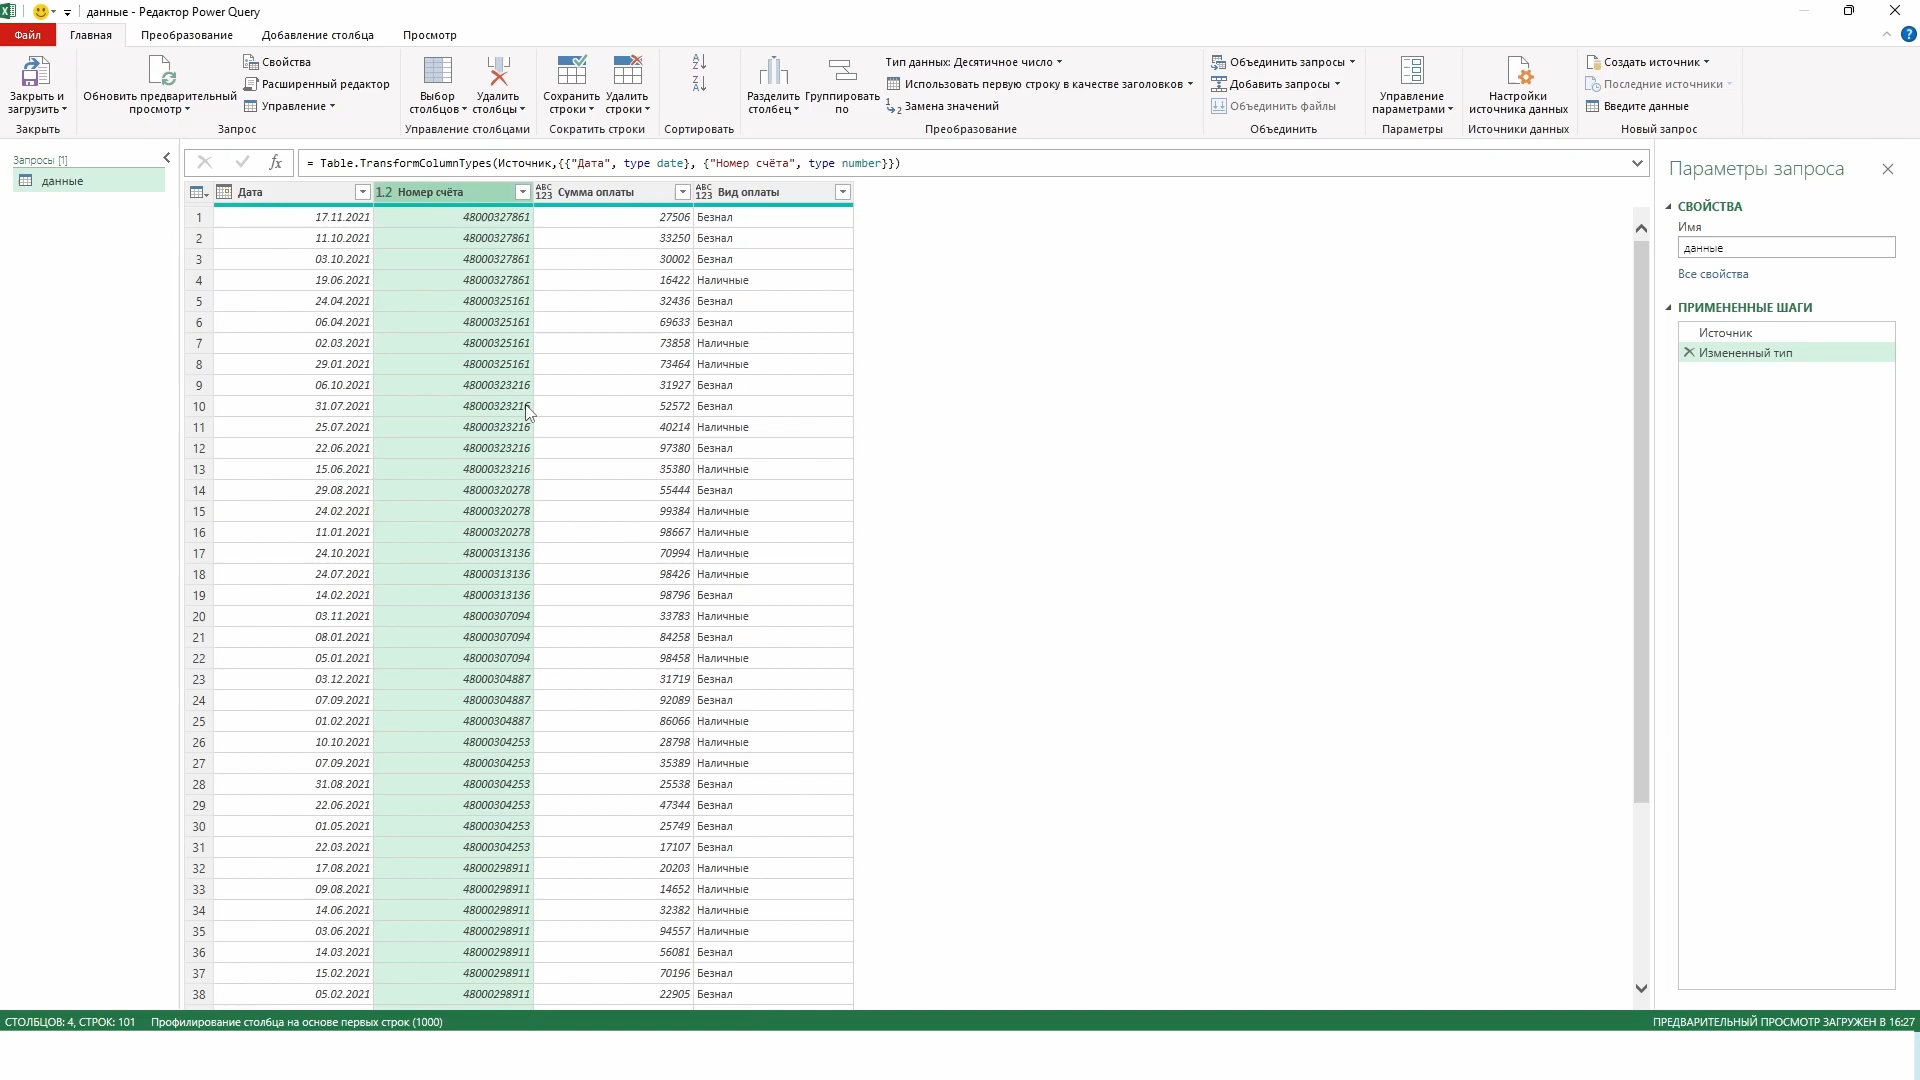 данные - Редактор Power Query
Файл Главная Преобразование Добавление столбца Просмотр
Закрыть и загрузить
Закрыть
Обновить предварительный просмотр
Свойства
Расширенный редактор
Управление
Запрос
Выбор столбцов
Удалить столбцы
Управление столбцами
Сохранить строки
Удалить строки
Сократить строки
Сортировать
Разделить столбец
Группировать по
Тип данных: Десятичное число
Использовать первую строку в качестве заголовков
Замена значений
Преобразование
Объединить запросы
Добавить запросы
Объединить файлы
Объединить
Управление параметрами
Параметры
Настройки источника данных
Источники данных
Создать источник
Последние источники
Введите данные
Новый запрос
Запросы [1]
данные
fx = Table.TransformColumnTypes(Источник,{{"Дата", type date}, {"Номер счёта", type number}})
Дата 1.2 Номер счёта ABC 123 Сумма оплаты ABC 123 Вид оплаты
1 17.11.2021 48000327861 27506 Безнал
2 11.10.2021 48000327861 33250 Безнал
3 03.10.2021 48000327861 30002 Безнал
4 19.06.2021 48000327861 16422 Наличные
5 24.04.2021 48000325161 32436 Безнал
6 06.04.2021 48000325161 69633 Безнал
7 02.03.2021 48000325161 73858 Наличные
8 29.01.2021 48000325161 73464 Наличные
9 06.10.2021 48000323216 31927 Безнал
10 31.07.2021 48000323216 52572 Безнал
11 25.07.2021 48000323216 40214 Наличные
12 22.06.2021 48000323216 97380 Безнал
13 15.06.2021 48000323216 35380 Наличные
14 29.08.2021 48000320278 55444 Безнал
15 24.02.2021 48000320278 99384 Наличные
16 11.01.2021 48000320278 98667 Наличные
17 24.10.2021 48000313136 70994 Наличные
18 24.07.2021 48000313136 98426 Наличные
19 14.02.2021 48000313136 98796 Безнал
20 03.11.2021 48000307094 33783 Наличные
21 08.01.2021 48000307094 84258 Безнал
22 05.01.2021 48000307094 98458 Наличные
23 03.12.2021 48000304887 31719 Безнал
24 07.09.2021 48000304887 92089 Безнал
25 01.02.2021 48000304887 86066 Наличные
26 10.10.2021 48000304253 28798 Наличные
27 07.09.2021 48000304253 35389 Наличные
28 31.08.2021 48000304253 25538 Безнал
29 22.06.2021 48000304253 47344 Безнал
30 01.05.2021 48000304253 25749 Безнал
31 22.03.2021 48000304253 17107 Безнал
32 17.08.2021 48000298911 20203 Наличные
33 09.08.2021 48000298911 14652 Наличные
34 14.06.2021 48000298911 32382 Наличные
35 03.06.2021 48000298911 94557 Наличные
36 14.03.2021 48000298911 56081 Безнал
37 15.02.2021 48000298911 70196 Безнал
38 05.02.2021 48000298911 22905 Безнал
Параметры запроса
СВОЙСТВА
Имя
данные
Все свойства
ПРИМЕНЕННЫЕ ШАГИ
Источник
Измененный тип
СТОЛБЦОВ: 4, СТРОК: 101 Профилирование столбца на основе первых строк (1000)
ПРЕДВАРИТЕЛЬНЫЙ ПРОСМОТР ЗАГРУЖЕН В 16:27